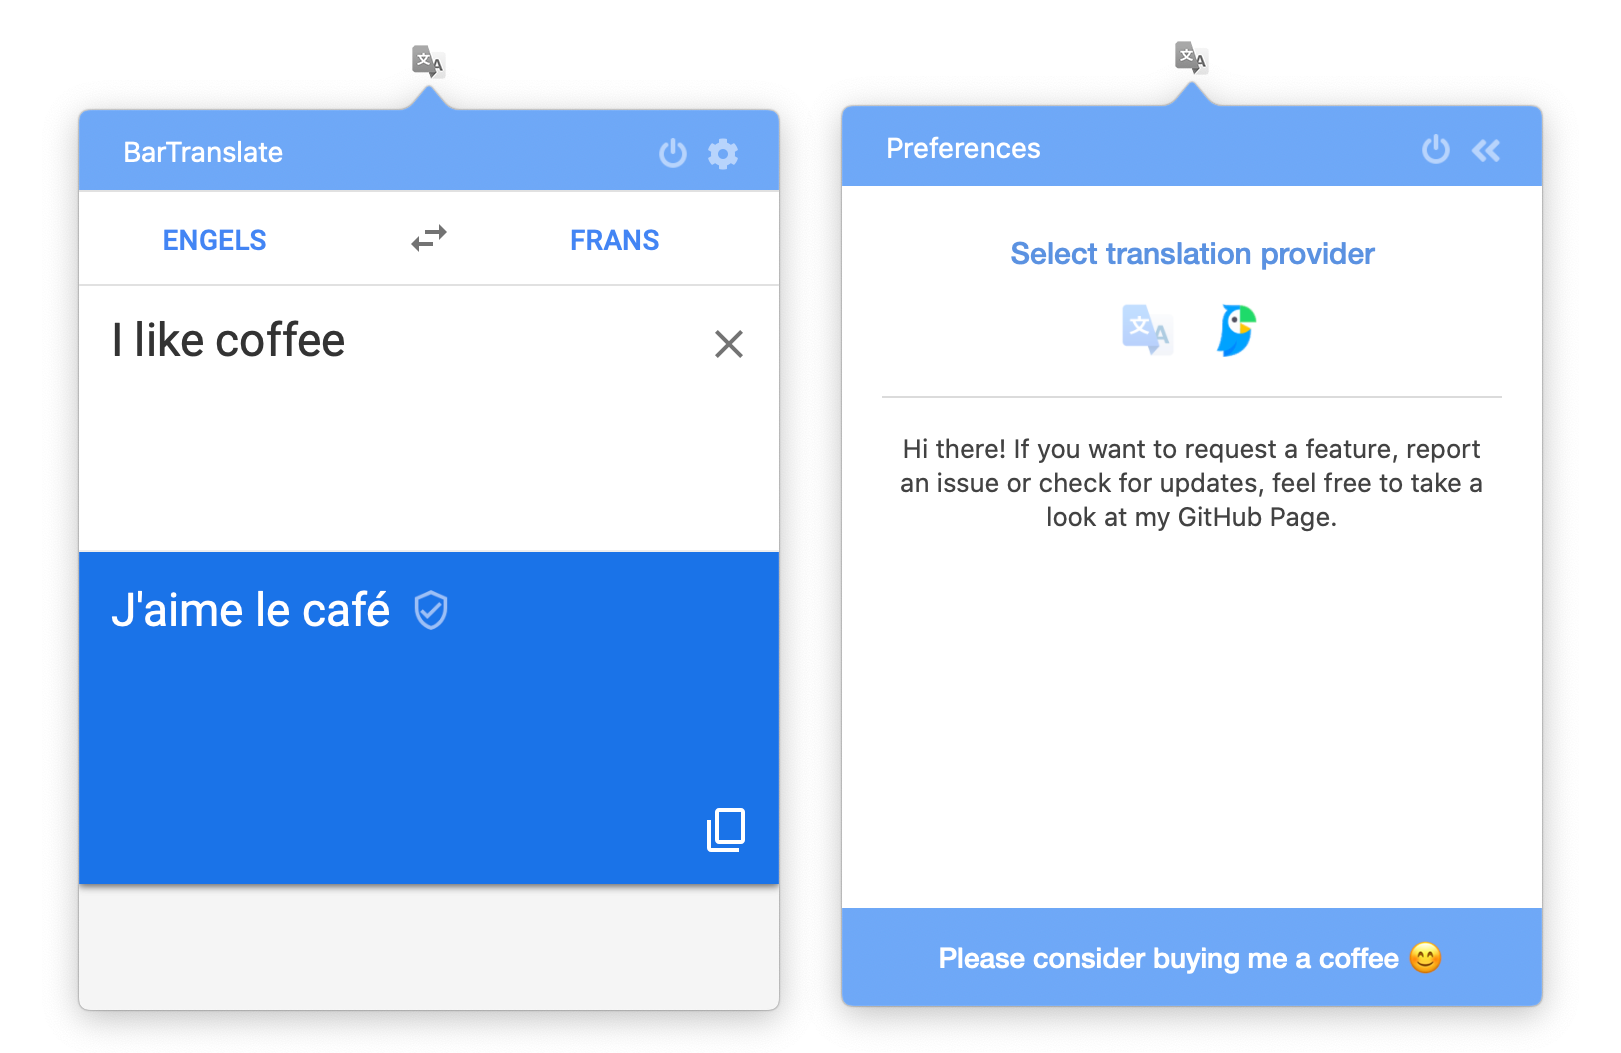 BarTranslate
ENGELS
FRANS
I like coffee
J'aime le café
Preferences
Select translation provider
Hi there! If you want to request a feature, report
an issue or check for updates, feel free to take a
look at my GitHub Page.
Please consider buying me a coffee 😊